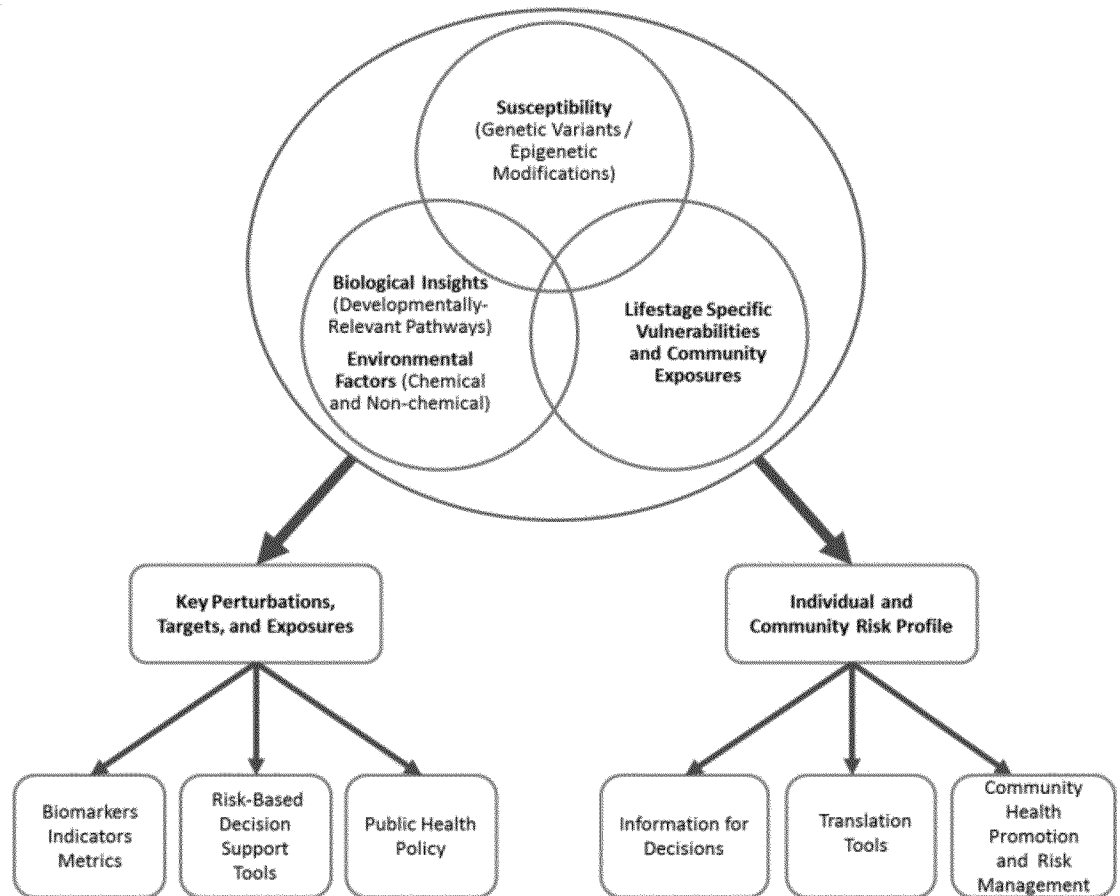 Susceptibility
(Genetic Variants /
Epigenetic
Modifications)
Biological Insights
(Developmentally-
Relevant Pathways)
Environmental
Factors (Chemical
and Non-chemical)
Lifestage Specific
Vulnerabilities
and Community
Exposures
Key Perturbations,
Targets, and Exposures
Individual and
Community Risk Profile
Biomarkers
Indicators
Metrics
Risk-Based
Decision
Support
Tools
Public Health
Policy
Information for
Decisions
Translation
Tools
Community
Health
Promotion
and Risk
Management